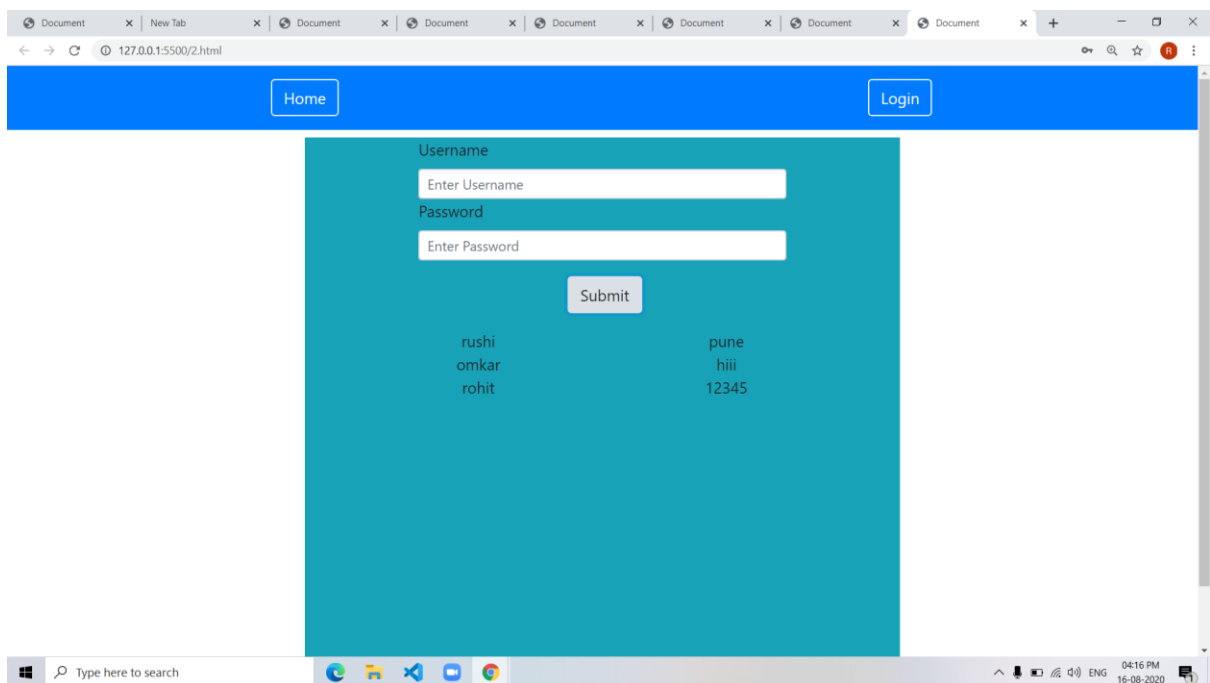 Document New Tab Document Document Document Document Document Document
127.0.0.1:5500/2.html R
Home Login
Username
Enter Username
Password
Enter Password
Submit
rushi pune
omkar hiii
rohit 12345
Type here to search ENG 04:16 PM
16-08-2020 1